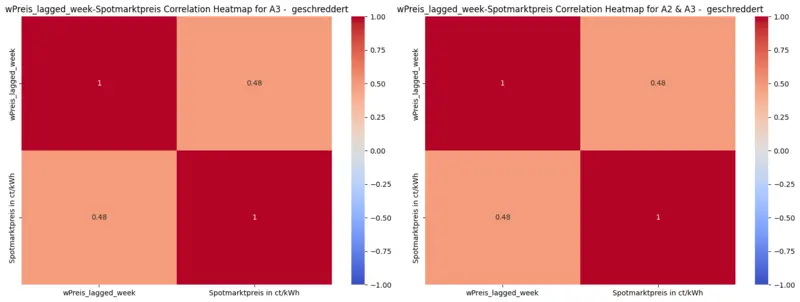 wPreis_lagged_week-Spotmarktpreis Correlation Heatmap for A3 -  geschreddert
wPreis_lagged_week
Spotmarktpreis in ct/kWh
1
0.48
0.48
1
wPreis_lagged_week
Spotmarktpreis in ct/kWh
1.00
0.75
0.50
0.25
0.00
−0.25
−0.50
−0.75
−1.00
wPreis_lagged_week-Spotmarktpreis Correlation Heatmap for A2 & A3 -  geschreddert
wPreis_lagged_week
Spotmarktpreis in ct/kWh
1
0.48
0.48
1
wPreis_lagged_week
Spotmarktpreis in ct/kWh
1.00
0.75
0.50
0.25
0.00
−0.25
−0.50
−0.75
−1.00